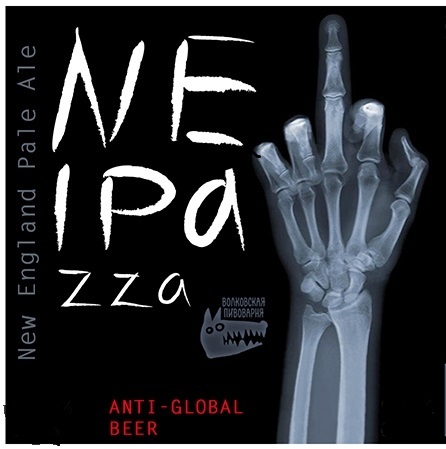 New England Pale Ale
NE
IPA
zza
ВОЛКОВСКАЯ
ПИВОВАРНЯ
ANTI-GLOBAL
BEER